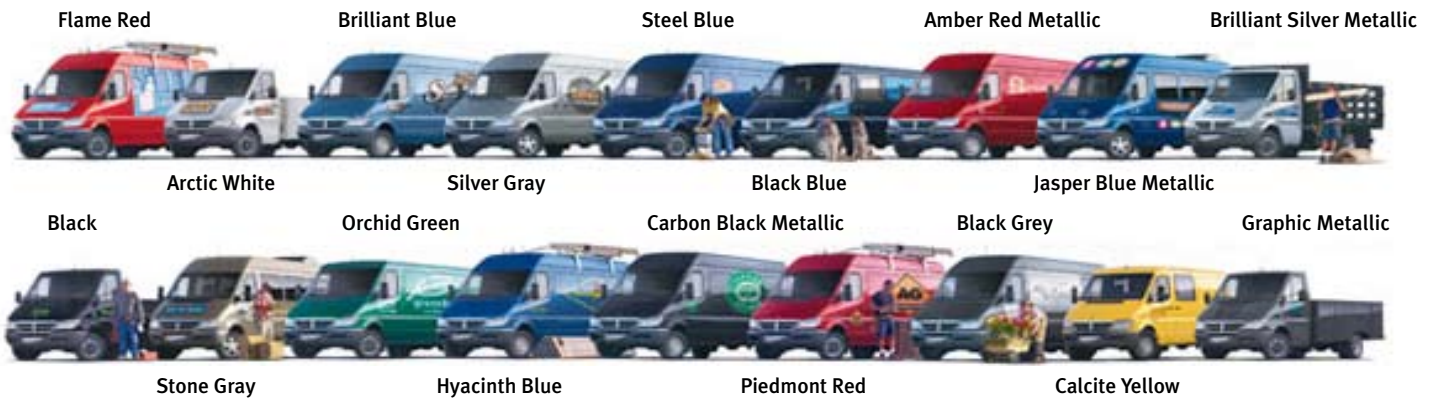 Flame Red Brilliant Blue Steel Blue Amber Red Metallic Brilliant Silver Metallic
Arctic White Silver Gray Black Blue Jasper Blue Metallic
Black Orchid Green Carbon Black Metallic Black Grey Graphic Metallic
AG
Stone Gray Hyacinth Blue Piedmont Red Calcite Yellow